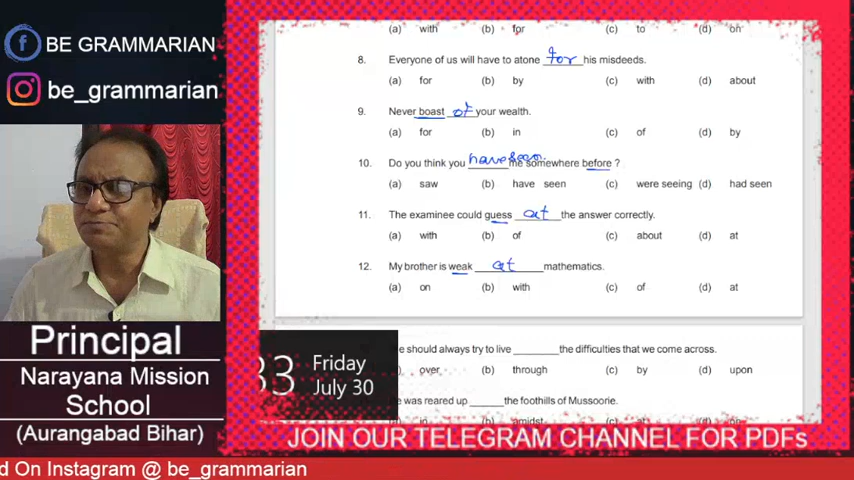 BE GRAMMARIAN
be_grammarian
(a) with (b) for (c) to (d) on
8. Everyone of us will have to atone for his misdeeds.
(a) for (b) by (c) with (d) about
9. Never boast of your wealth.
(a) for (b) in (c) of (d) by
10. Do you think you have seen me somewhere before ?
(a) saw (b) have seen (c) were seeing (d) had seen
11. The examinee could guess at the answer correctly.
(a) with (b) of (c) about (d) at
12. My brother is weak at mathematics.
(a) on (b) with (c) of (d) at
Principal
Narayana Mission
School
(Aurangabad Bihar)
33 Friday
July 30
e should always try to live ________ the difficulties that we come across.
over (b) through (c) by (d) upon
e was reared up ______ the foothills of Mussoorie.
(b) amidst
JOIN OUR TELEGRAM CHANNEL FOR PDFs
d On Instagram @ be_grammarian